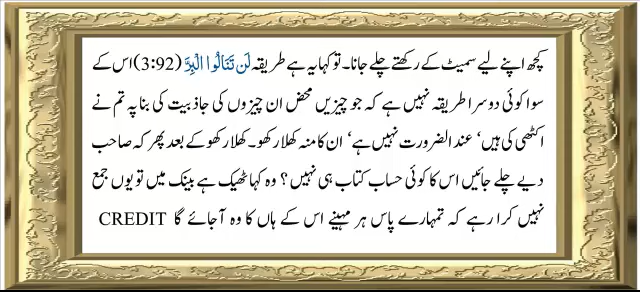 کچھ اپنے لیے سمیٹ کے رکھتے چلے جانا۔ تو کہا یہ ہے طریقہ لَن تَنَالُوا الْبِرَّ (3:92) اس کے
سوا کوئی دوسرا طریقہ نہیں ہے کہ جو چیزیں محض ان چیزوں کی جاذبیت کی بنا پہ تم نے
اکٹھی کی ہیں‘ عندالضرورت نہیں ہے‘ ان کا منہ کھلا رکھو۔ کھلا رکھو کے بعد پھر کہ صاحب
دیے چلے جائیں اس کا کوئی حساب کتاب ہی نہیں؟ وہ کہا ٹھیک ہے بینک میں تو یوں جمع
نہیں کرا رہے کہ تمہارے پاس ہر مہینے اس کے ہاں کا وہ آجائے گا CREDIT